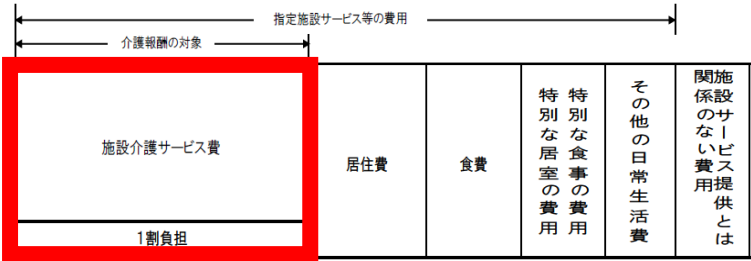 指定施設サービス等の費用
介護報酬の対象
施設介護サービス費
1割負担
居住費
食費
特別な食事の費用
特別な居室の費用
その他の日常生活費
施設サービス提供とは
関係のない費用